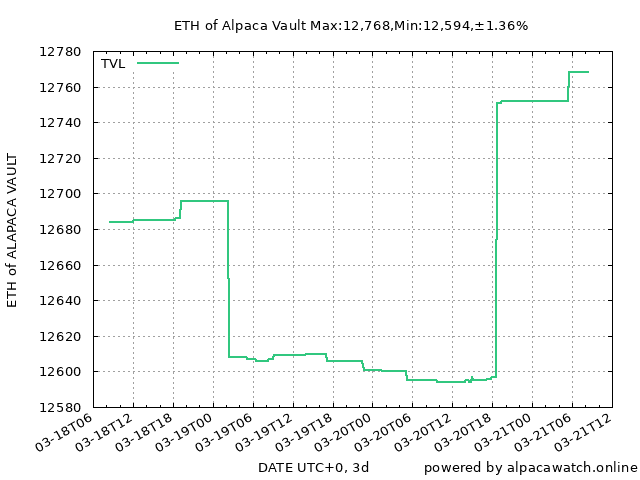 ETH of Alpaca Vault Max:12,768,Min:12,594,±1.36%
TVL
12780
12760
12740
12720
12700
12680
12660
12640
12620
12600
12580
ETH of ALAPACA VAULT
03-18T06
03-18T12
03-18T18
03-19T00
03-19T06
03-19T12
03-19T18
03-20T00
03-20T06
03-20T12
03-20T18
03-21T00
03-21T06
03-21T12
DATE UTC+0, 3d
powered by alpacawatch.online